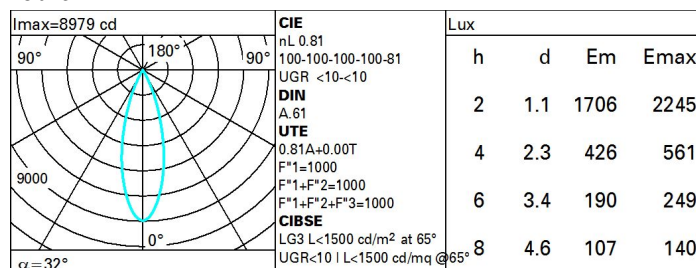 Imax=8979 cd
90°
180°
90°
9000
0°
α=32°
CIE
nL 0.81
100-100-100-100-81
UGR <10-<10
DIN
A.61
UTE
0.81A+0.00T
F"1=1000
F"1+F"2=1000
F"1+F"2+F"3=1000
CIBSE
LG3 L<1500 cd/m² at 65°
UGR<10 | L<1500 cd/mq @65°
Lux
h d Em Emax
2 1.1 1706 2245
4 2.3 426 561
6 3.4 190 249
8 4.6 107 140